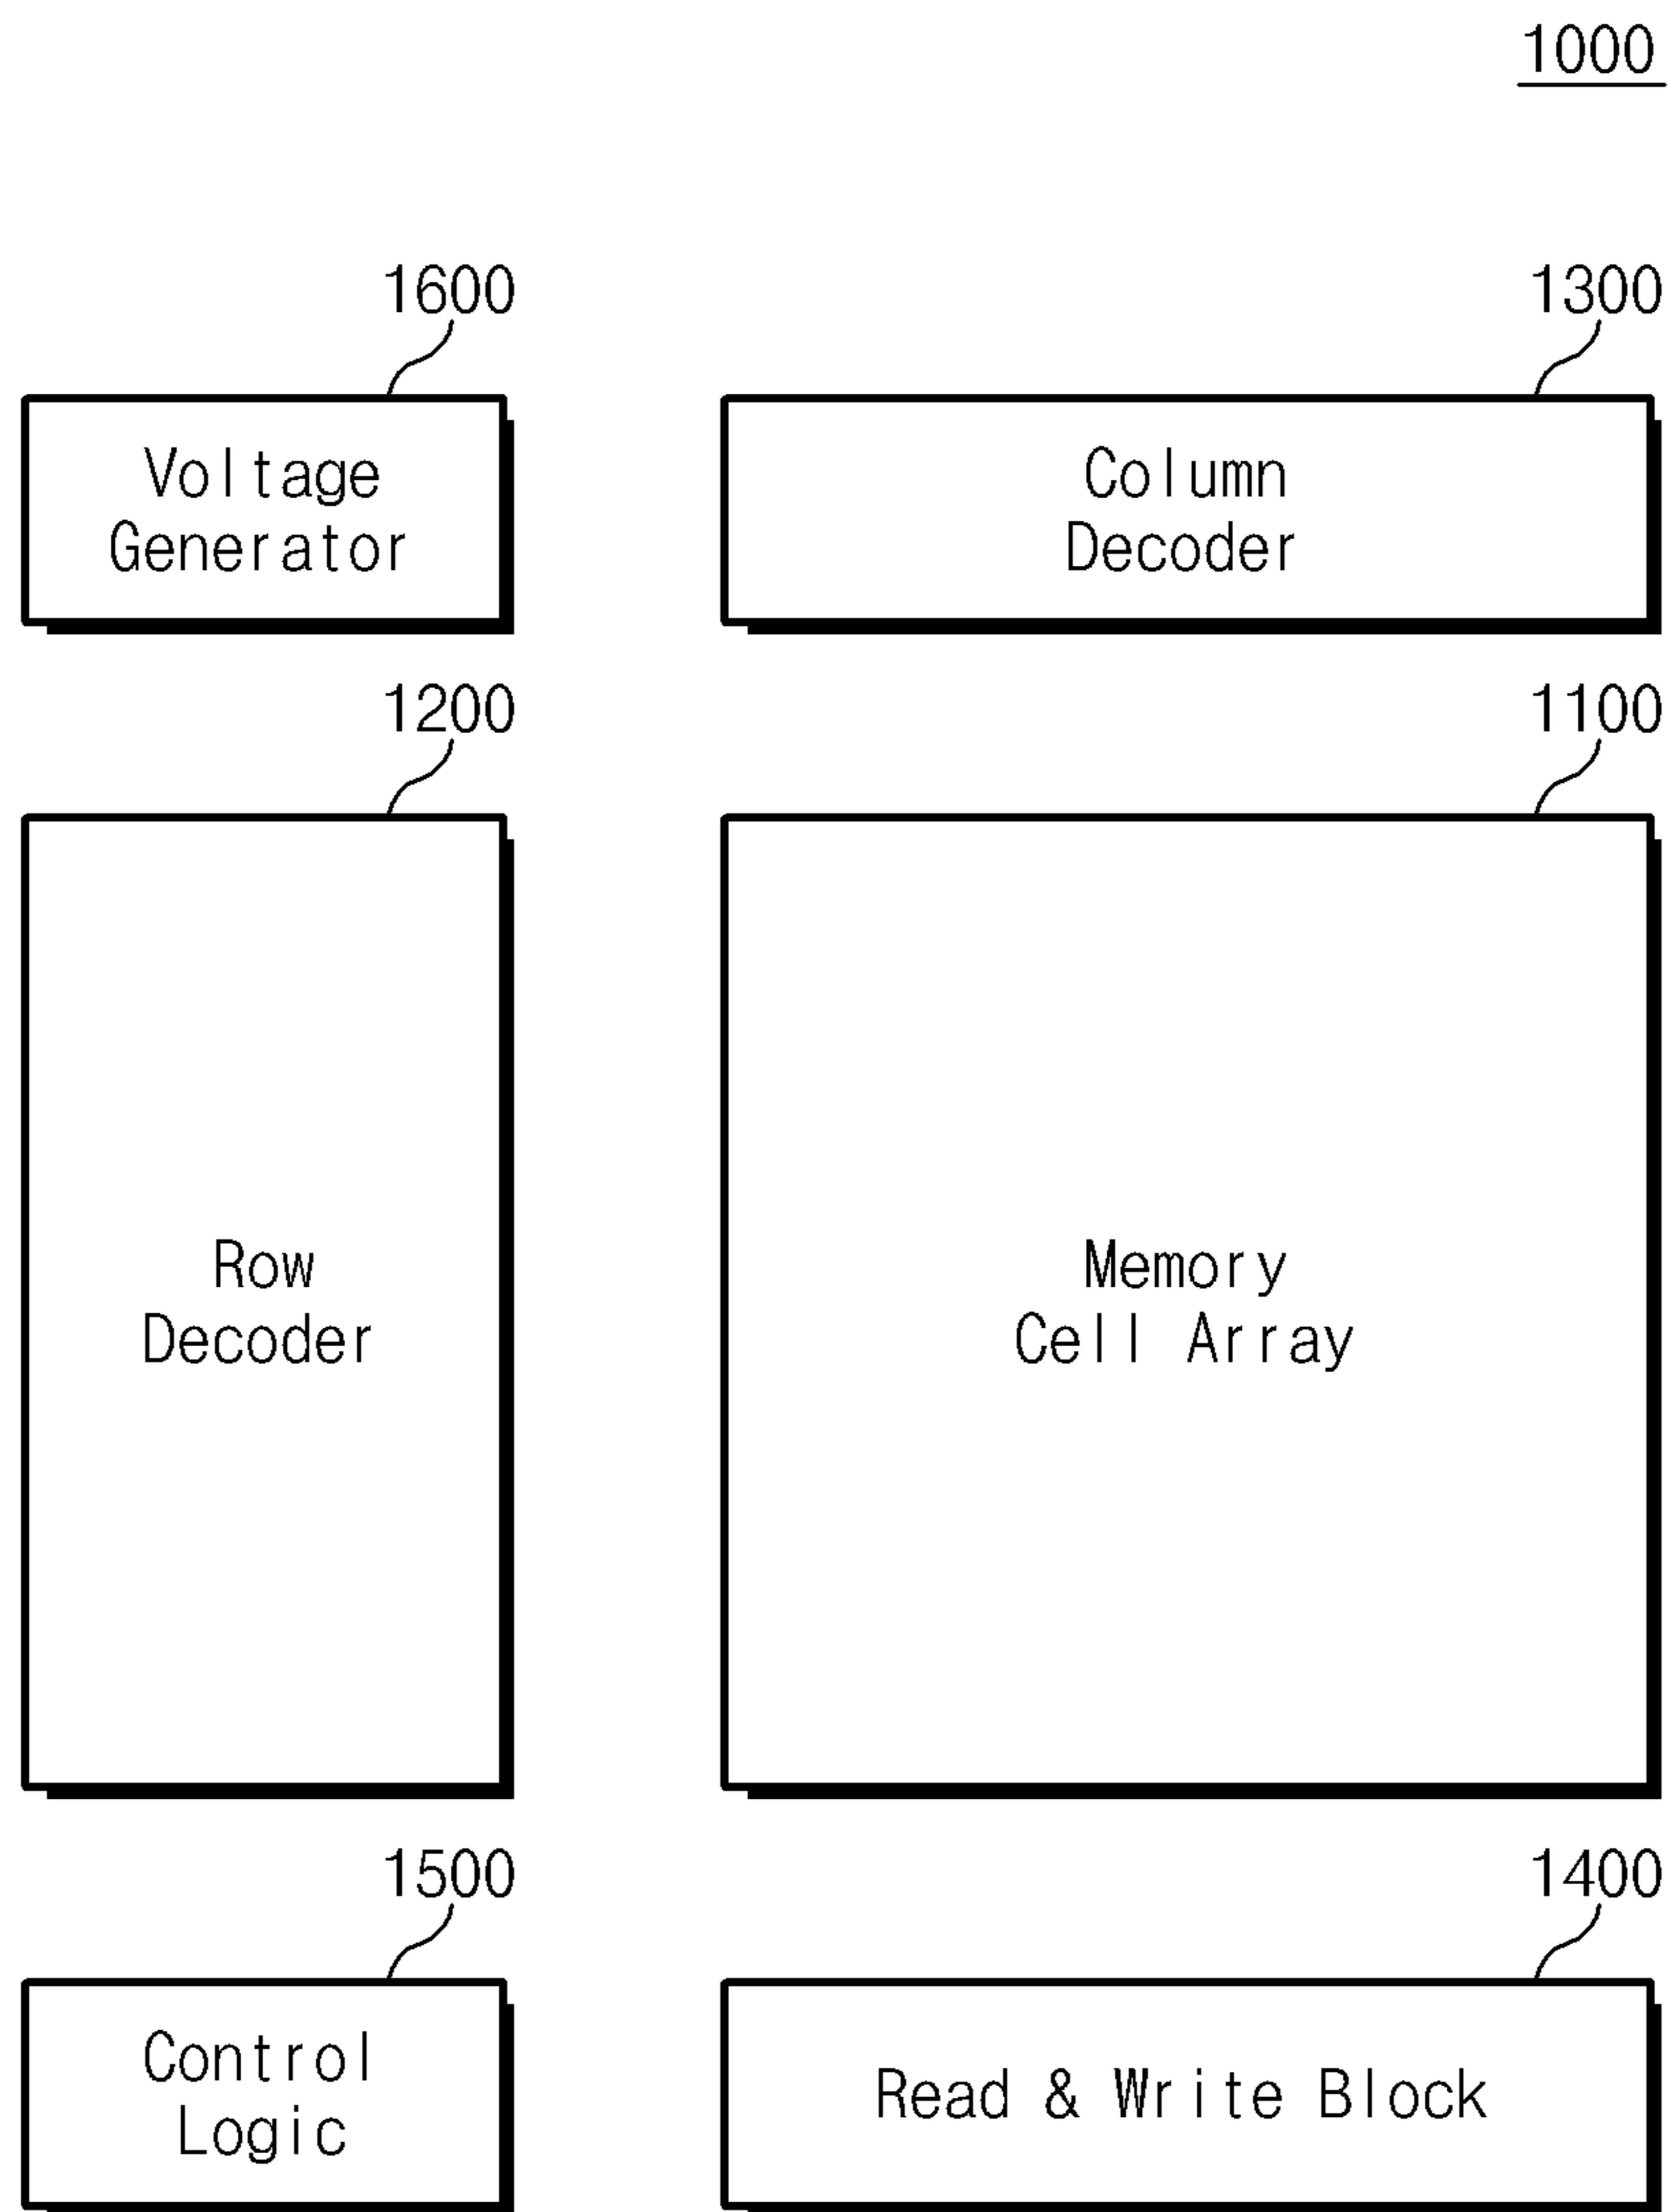 1000
1600
1300
Voltage
Generator
Column
Decoder
1200
1100
Row
Decoder
Memory
Cell Array
1500
1400
Control
Logic
Read & Write Block